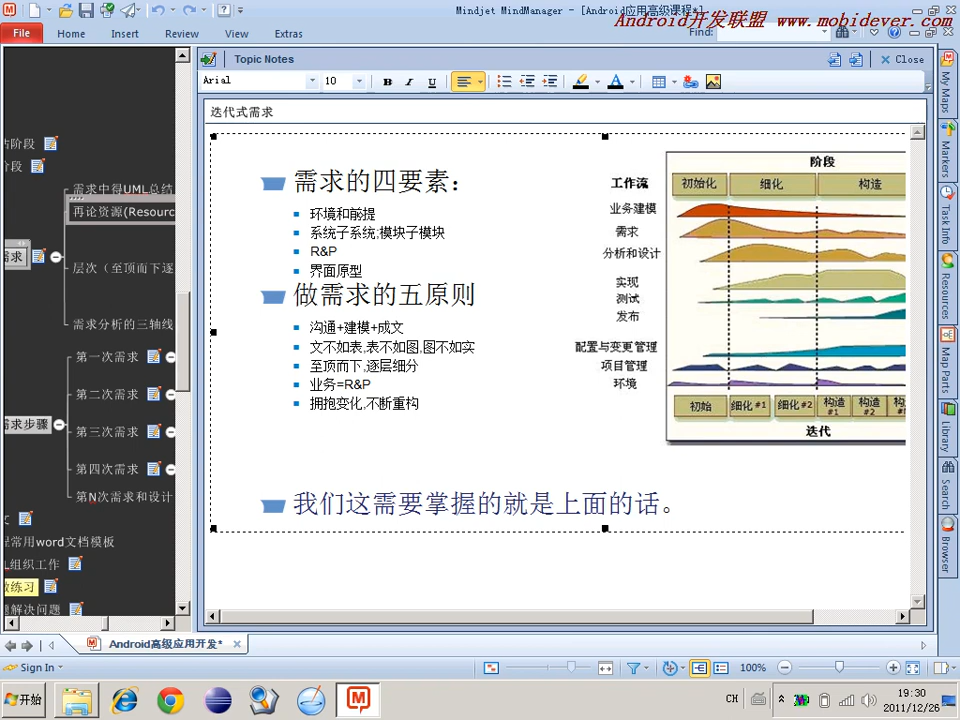 Mindjet MindManager - [Android应用高级课程*]
Android开发联盟 www.mobidever.com
File
Home
Insert
Review
View
Extras
Find:
Topic Notes
Close
Arial
10
B I U
迭代式需求
阶段
需求中得UML总结
再论资源(Resourc
需求
层次（至顶而下逐
需求分析的三轴线
第一次需求
第二次需求
需求步骤
第三次需求
第四次需求
第N次需求和设计
常用word文档模板
组织工作
练习
解决问题
需求的四要素：
环境和前提
系统子系统;模块子模块
R&P
界面原型
做需求的五原则
沟通+建模+成文
文不如表,表不如图,图不如实
至顶而下,逐层细分
业务=R&P
拥抱变化,不断重构
我们这需要掌握的就是上面的话。
阶段
工作流
初始化
细化
构造
业务建模
需求
分析和设计
实现
测试
发布
配置与变更管理
项目管理
环境
初始
细化 #1
细化 #2
构造 #1
构造 #2
迭代
My Maps
Markers
Task Info
Resources
Map Parts
Library
Search
Browser
Android高级应用开发*
Sign In
100%
开始
CH
19:30
2011/12/26